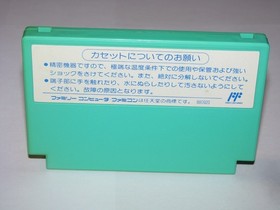 カセットについてのお願い
●精密機器ですので、極端な温度条件下での使用や保管および強い
ショックをさけてください。また、絶対に分解しないでください。
●端子部に手を触れたり、水にぬらしたりして汚さないようにして
ください。故障の原因となります。
ファミリーコンピュータ ファミコンは任天堂の商標です。
FF